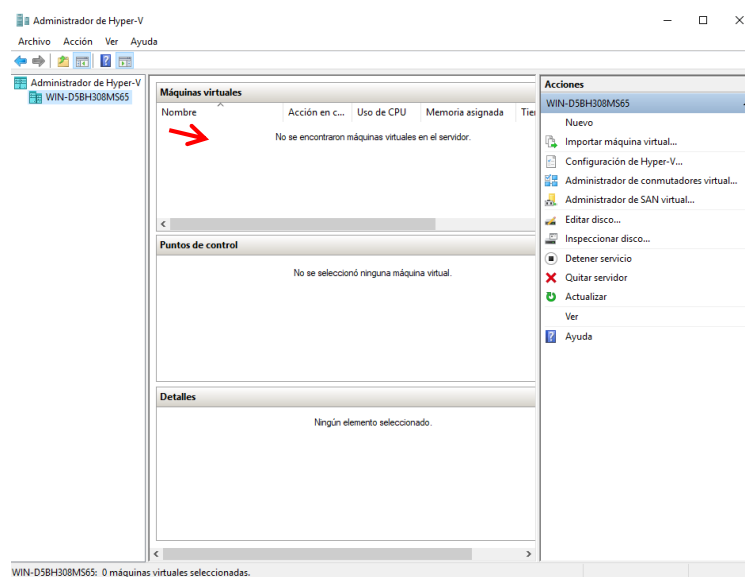 Administrador de Hyper-V
Archivo Acción Ver Ayuda
Administrador de Hyper-V
WIN-D5BH308MS65
Máquinas virtuales
Nombre Acción en c... Uso de CPU Memoria asignada Tie
No se encontraron máquinas virtuales en el servidor.
Puntos de control
No se seleccionó ninguna máquina virtual.
Detalles
Ningún elemento seleccionado.
Acciones
WIN-D5BH308MS65
Nuevo
Importar máquina virtual...
Configuración de Hyper-V...
Administrador de conmutadores virtual...
Administrador de SAN virtual...
Editar disco...
Inspeccionar disco...
Detener servicio
Quitar servidor
Actualizar
Ver
Ayuda
WIN-D5BH308MS65: 0 máquinas virtuales seleccionadas.